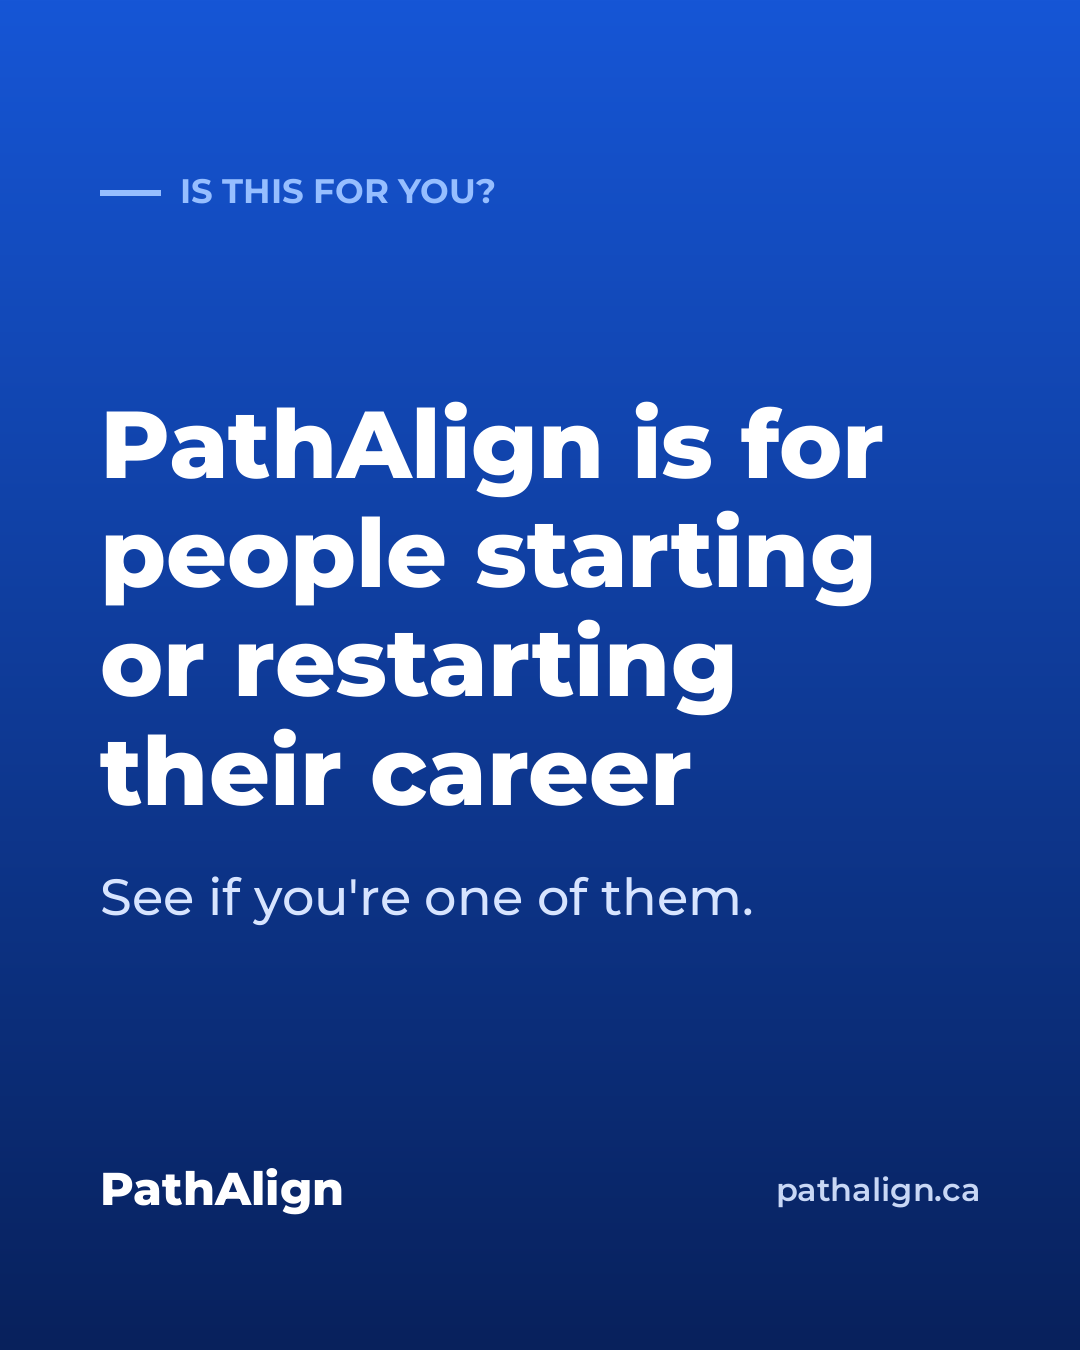 IS THIS FOR YOU?
PathAlign is for
people starting
or restarting
their career
See if you're one of them.
PathAlign
pathalign.ca